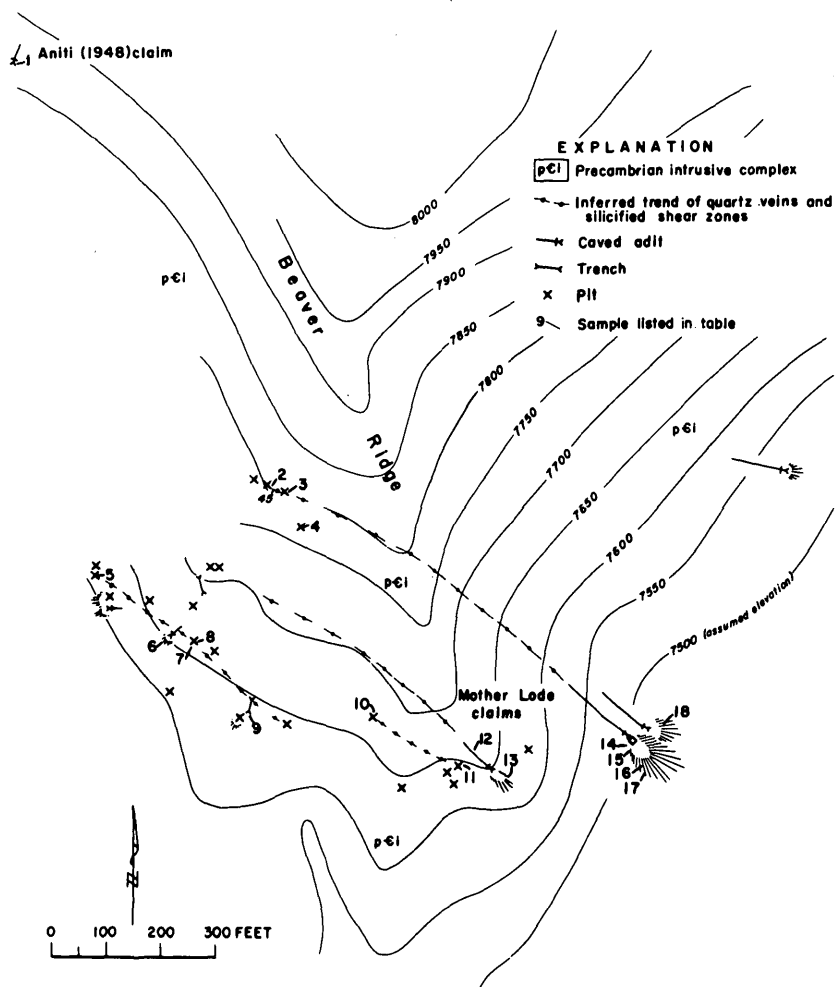 Aniti (1948) claim
1
EXPLANATION
p€i Precambrian intrusive complex
Inferred trend of quartz veins and
silicified shear zones
Caved adit
Trench
Pit
9 Sample listed in table
8000
7950
7900
7850
7800
7750
7700
7650
7600
7550
7500 (assumed elevation)
p€i
Beaver
Ridge
p€i
2
3
45
4
p€i
5
6
7
8
9
10
Mother Lode
claims
11
12
13
14
15
16
17
18
p€i
N
0 100 200 300 FEET